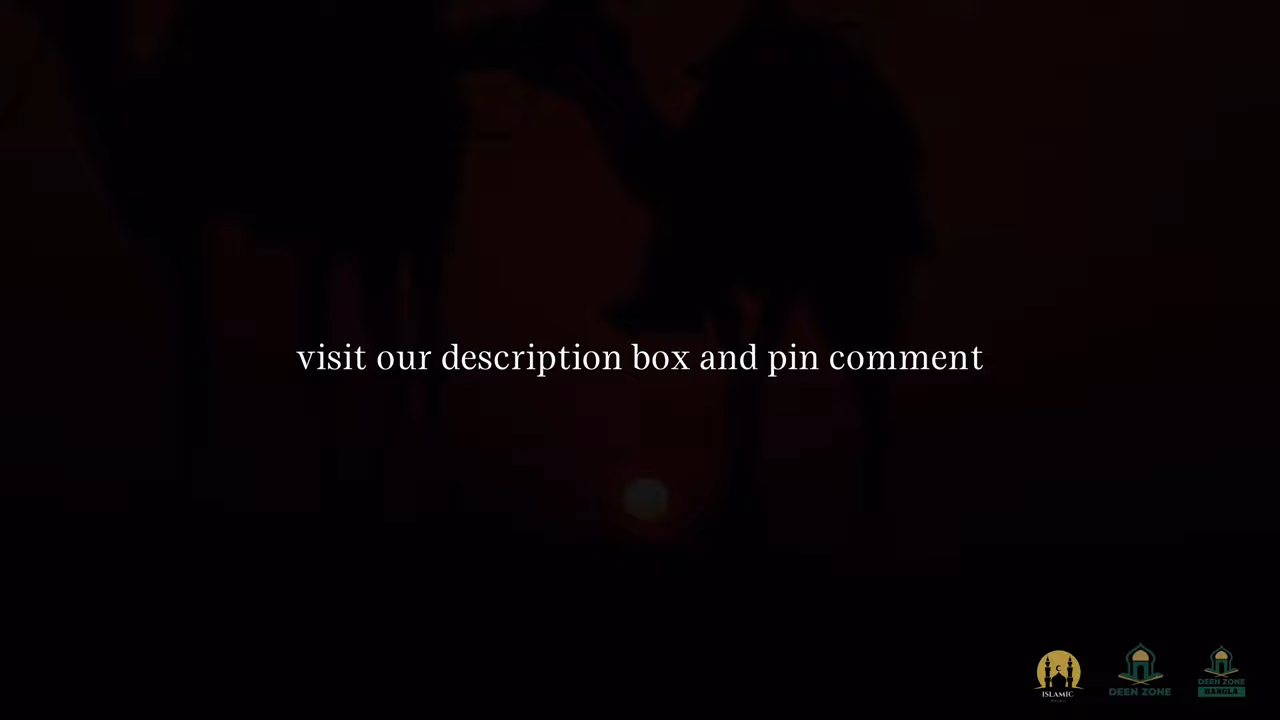 visit our description box and pin comment
ISLAMIC
DEEN ZONE
DEEN ZONE
BANGLA